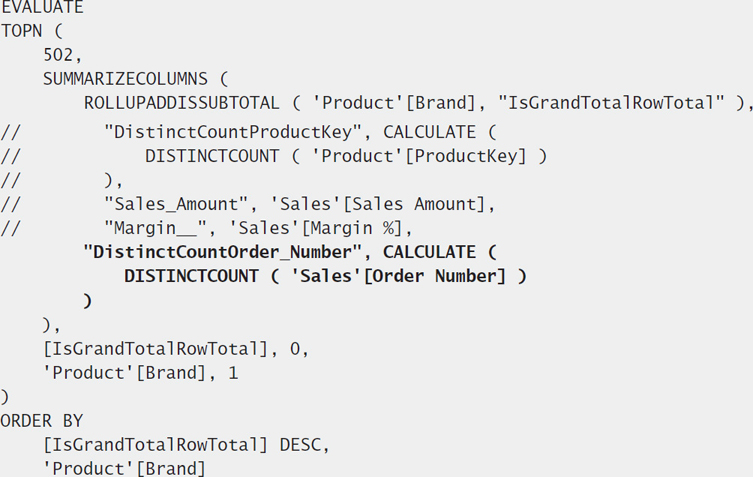 EVALUATE
TOPN (
    502,
    SUMMARIZECOLUMNS (
        ROLLUPADDISSUBTOTAL ( 'Product'[Brand], "IsGrandTotalRowTotal" ),
//        "DistinctCountProductKey", CALCULATE (
//            DISTINCTCOUNT ( 'Product'[ProductKey] )
//        ),
//        "Sales_Amount", 'Sales'[Sales Amount],
//        "Margin__", 'Sales'[Margin %],
        "DistinctCountOrder_Number", CALCULATE (
            DISTINCTCOUNT ( 'Sales'[Order Number] )
        )
    ),
    [IsGrandTotalRowTotal], 0,
    'Product'[Brand], 1
)
ORDER BY
    [IsGrandTotalRowTotal] DESC,
    'Product'[Brand]